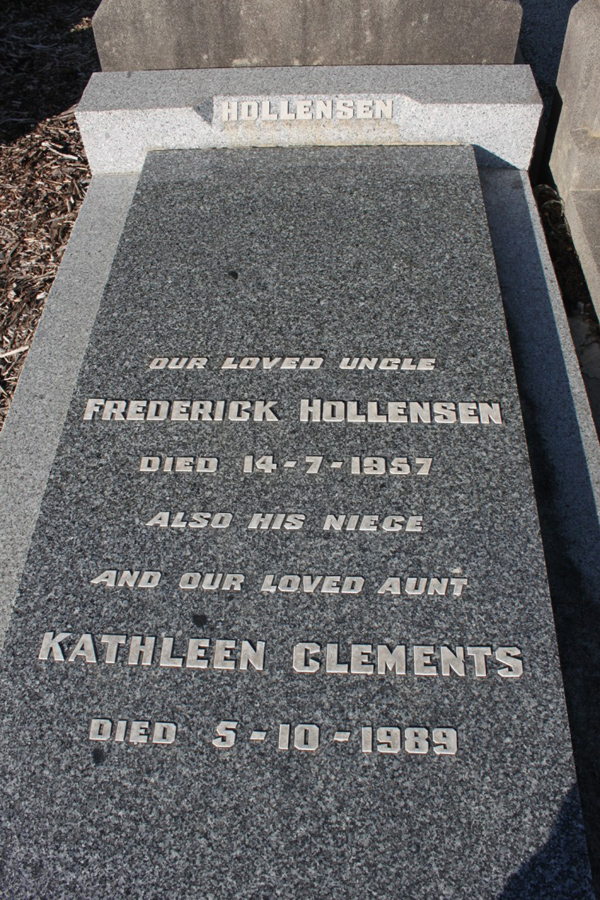 HOLLENSEN
OUR LOVED UNCLE
FREDERICK HOLLENSEN
DIED 14-7-1957
ALSO HIS NIECE
AND OUR LOVED AUNT
KATHLEEN CLEMENTS
DIED 5-10-1989